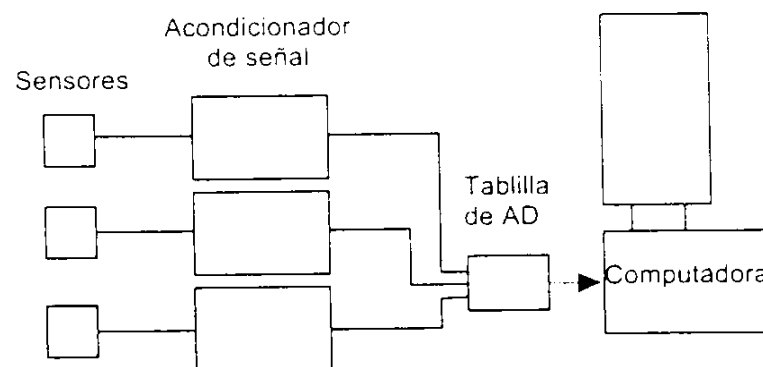 Acondicionador
de señal
Sensores
Tablilla
de AD
Computadora